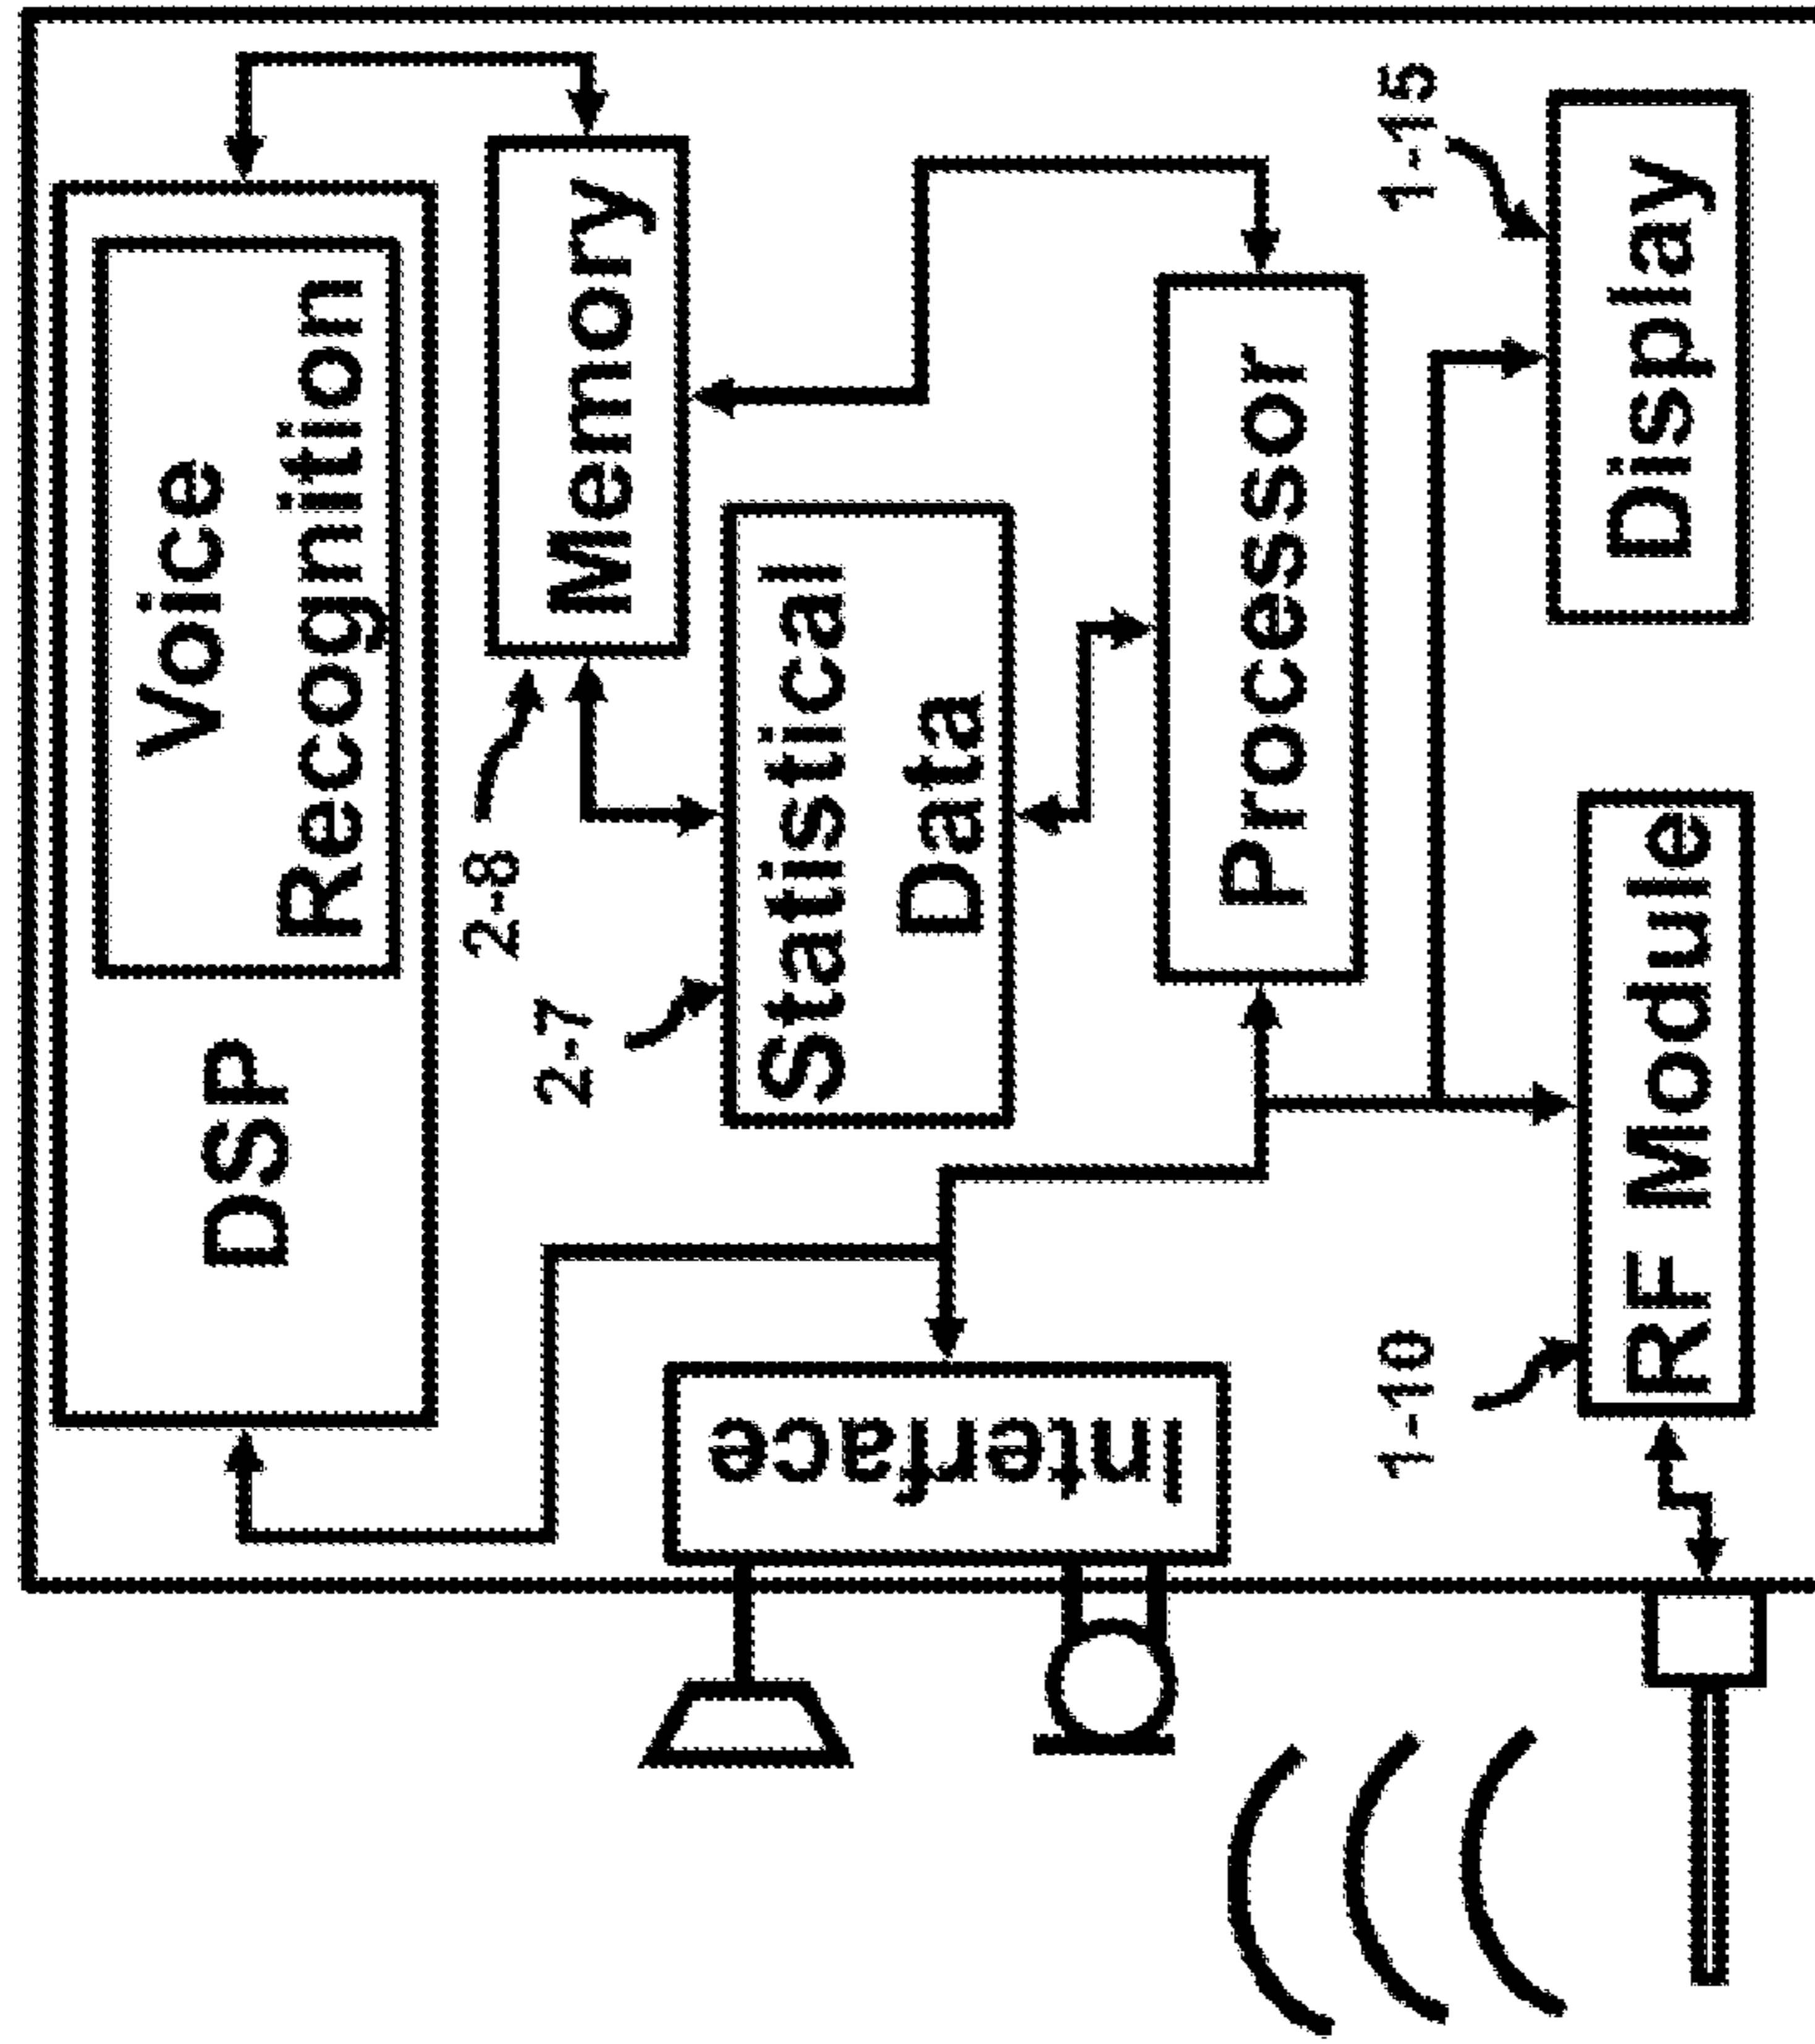 Voice
Recognition
DSP
Memory
2-8
2-7
Statistical
Data
Interface
Processor
1-15
Display
1-10
RF Module